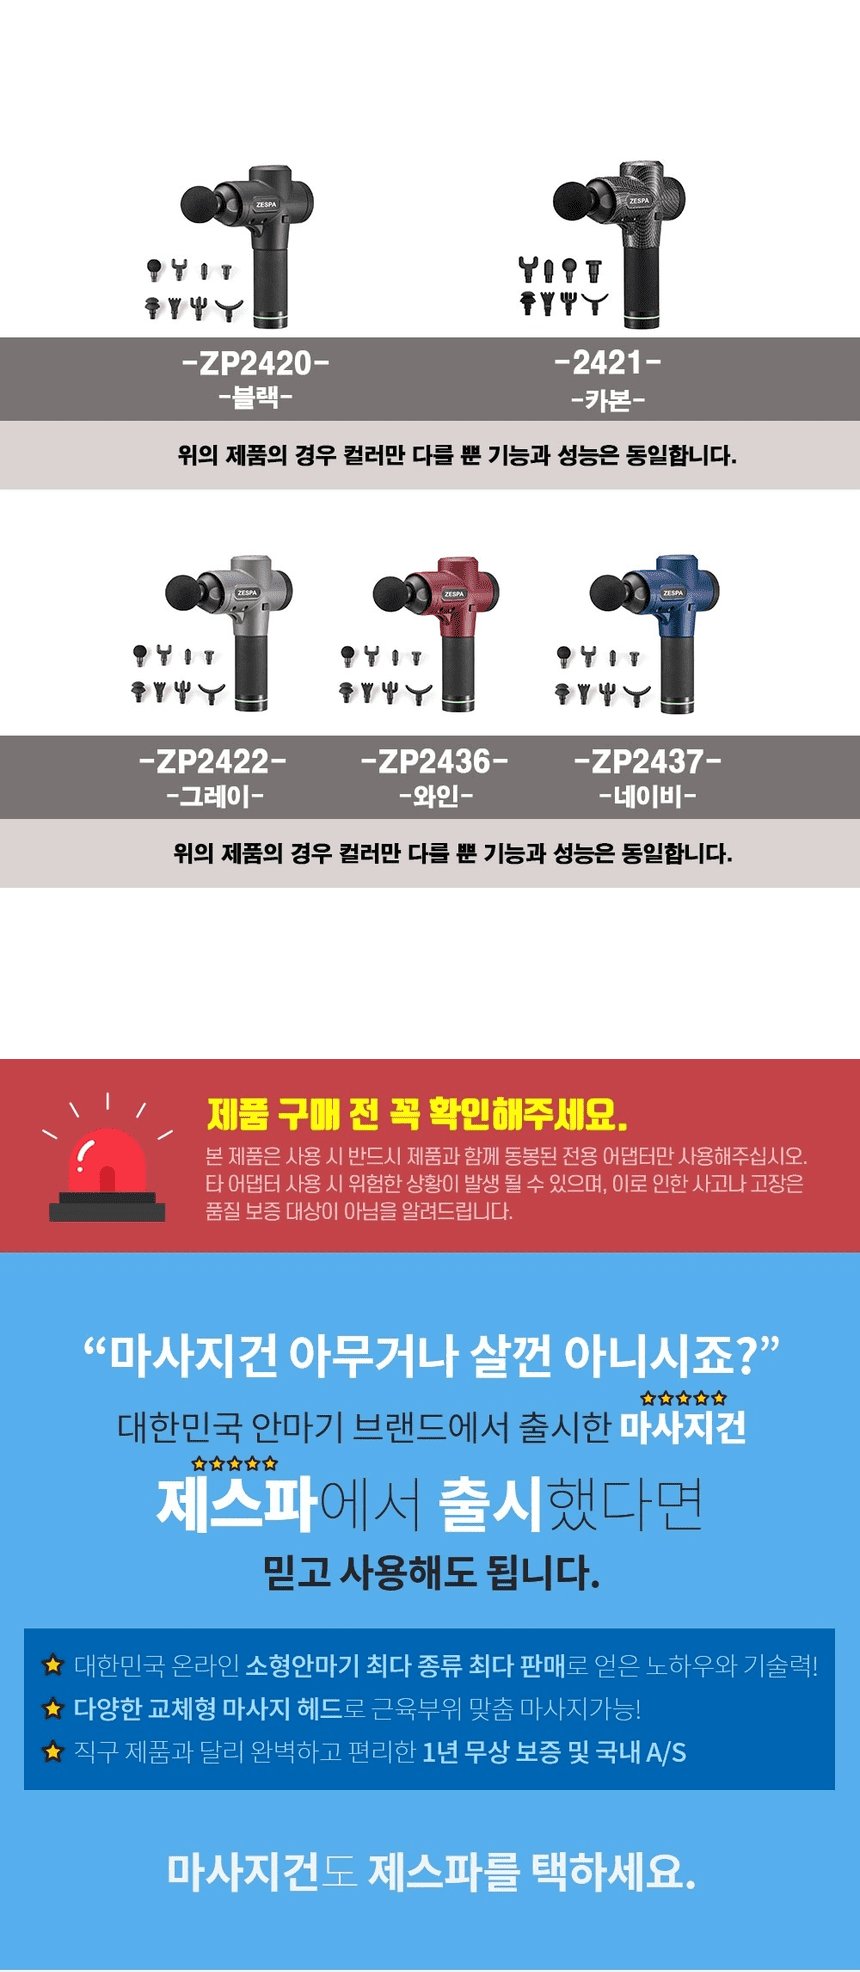 ZESPA
ZESPA
-ZP2420-
-2421-
-블랙-
-카본-
위의 제품의 경우 컬러만 다를 뿐 기능과 성능은 동일합니다.
ZESPA
ZESPA
ZESPA
-ZP2422-
-ZP2436-
-ZP2437-
-그레이-
-와인-
-네이비-
위의 제품의 경우 컬러만 다를 뿐 기능과 성능은 동일합니다.
제품 구매 전 꼭 확인해주세요.
본 제품은 사용 시 반드시 제품과 함께 동봉된 전용 어댑터만 사용해주십시오.
타 어댑터 사용 시 위험한 상황이 발생 될 수 있으며, 이로 인한 사고나 고장은
품질 보증 대상이 아님을 알려드립니다.
“마사지건 아무거나 살껀 아니시죠?”
대한민국 안마기 브랜드에서 출시한 마사지건
제스파에서 출시했다면
믿고 사용해도 됩니다.
대한민국 온라인 소형안마기 최다 종류 최다 판매로 얻은 노하우와 기술력!
다양한 교체형 마사지 헤드로 근육부위 맞춤 마사지가능!
직구 제품과 달리 완벽하고 편리한 1년 무상 보증 및 국내 A/S
마사지건도 제스파를 택하세요.